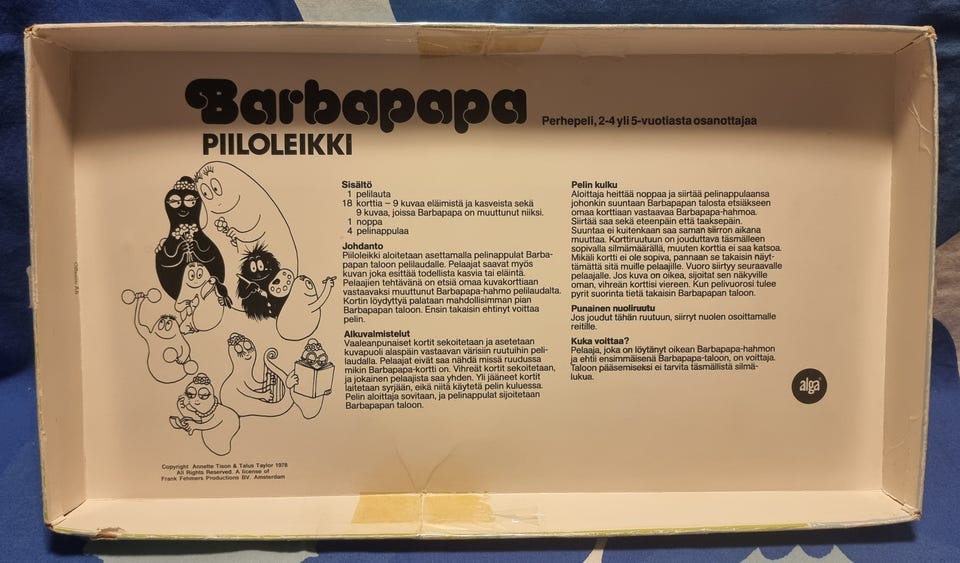 Barbapapa
PIILOLEIKKI
Perhepeli, 2-4 yli 5-vuotiasta osanottajaa
Sisältö
1 pelilauta
18 korttia – 9 kuvaa eläimistä ja kasveista sekä
9 kuvaa, joissa Barbapapa on muuttunut niiksi.
1 noppa
4 pelinappulaa
Johdanto
Piiloleikki aloitetaan asettamalla pelinappulat Barba-
papan taloon pelilaudalle. Pelaajat saavat myös
kuvan joka esittää todellista kasvia tai eläintä.
Pelaajien tehtävänä on etsiä omaa kuvakorttiaan
vastaavaksi muuttunut Barbapapa-hahmo pelilaudalta.
Kortin löydyttyä palataan mahdollisimman pian
Barbapapan taloon. Ensin takaisin ehtinyt voittaa
pelin.
Alkuvalmistelut
Vaaleanpunaiset kortit sekoitetaan ja asetetaan
kuvapuoli alaspäin vastaavan värisiin ruutuihin peli-
laudalla. Pelaajat eivät saa nähdä missä ruudussa
mikin Barbapapa-kortti on. Vihreät kortit sekoitetaan,
ja jokainen pelaajista saa yhden. Yli jääneet kortit
laitetaan syrjään, eikä niitä käytetä pelin kuluessa.
Pelin aloittaja sovitaan, ja pelinappulat sijoitetaan
Barbapapan taloon.
Pelin kulku
Aloittaja heittää noppaa ja siirtää pelinappulaansa
johonkin suuntaan Barbapapan talosta etsiäkseen
omaa korttiaan vastaavaa Barbapapa-hahmoa.
Siirtää saa sekä eteenpäin että taaksepäin.
Suuntaa ei kuitenkaan saa saman siirron aikana
muuttaa. Korttiruutuun on jouduttava täsmälleen
sopivalla silmämäärällä, muuten korttia ei saa katsoa.
Mikäli kortti ei ole sopiva, pannaan se takaisin näyt-
tämättä sitä muille pelaajille. Vuoro siirtyy seuraavalle
pelaajalle. Jos kuva on oikea, sijoitat sen näkyville
oman, vihreän korttisi viereen. Kun pelivuorosi tulee
pyrit suorinta tietä takaisin Barbapapan taloon.
Punainen nuoliruutu
Jos joudut tähän ruutuun, siirryt nuolen osoittamalle
reitille.
Kuka voittaa?
Pelaaja, joka on löytänyt oikean Barbapapa-hahmon
ja ehtii ensimmäisenä Barbapapa-taloon, on voittaja.
Taloon pääsemiseksi ei tarvita täsmällistä silmä-
lukua.
alga
Copyright Annette Tison & Talus Taylor 1978
All Rights Reserved. A license of
Frank Fehmers Productions BV. Amsterdam